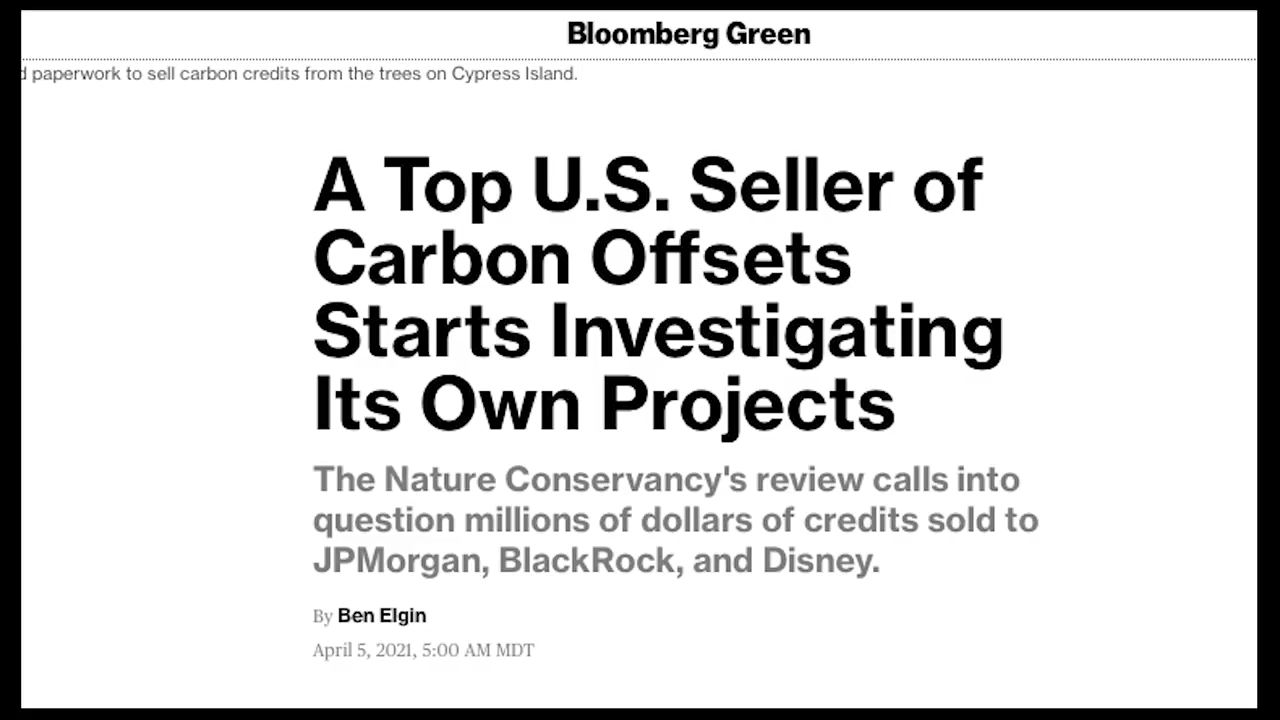 Bloomberg Green
paperwork to sell carbon credits from the trees on Cypress Island.
A Top U.S. Seller of
Carbon Offsets
Starts Investigating
Its Own Projects
The Nature Conservancy's review calls into
question millions of dollars of credits sold to
JPMorgan, BlackRock, and Disney.
By Ben Elgin
April 5, 2021, 5:00 AM MDT